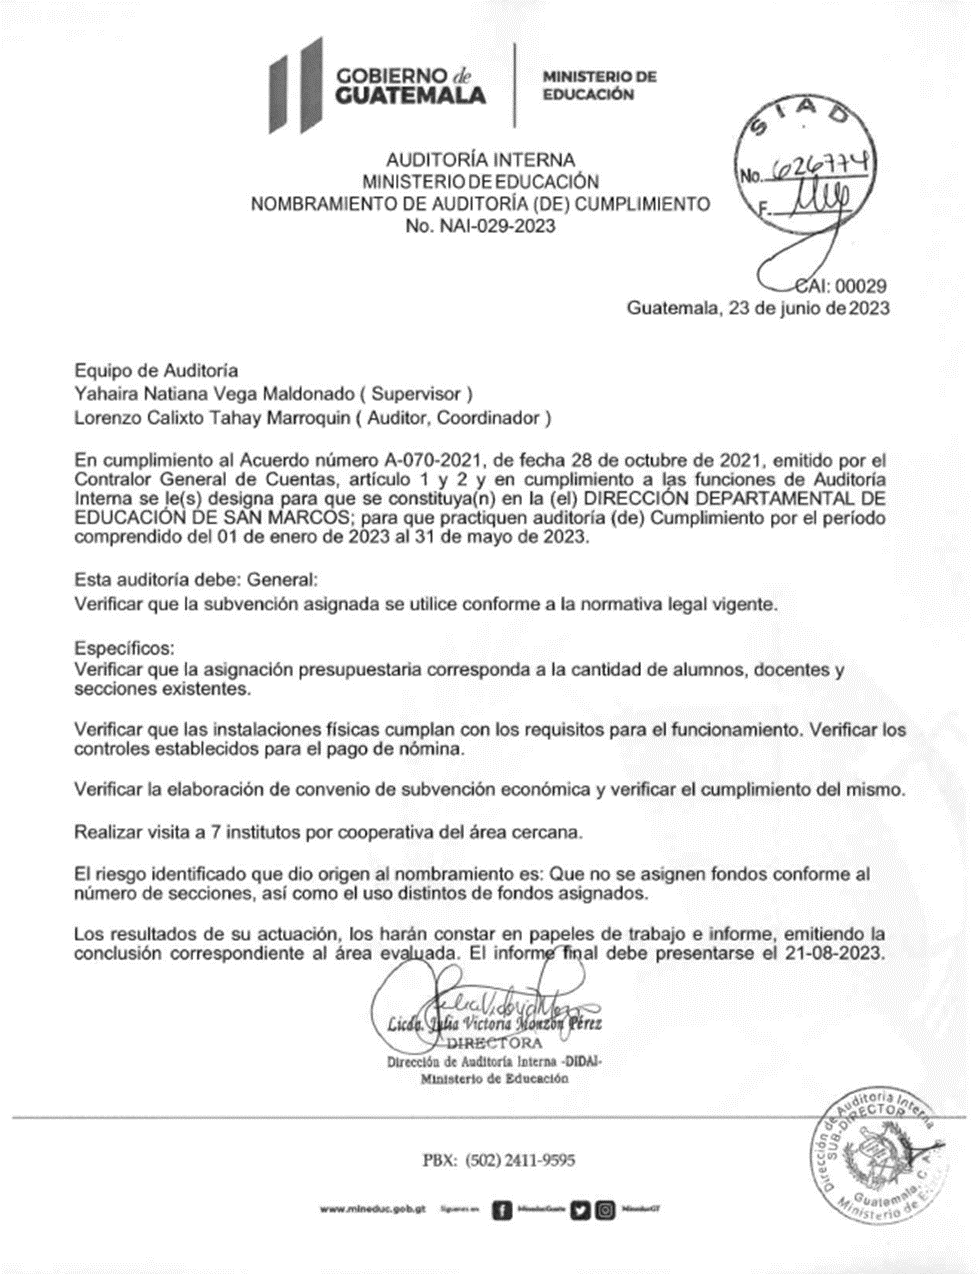 GOBIERNO de
GUATEMALA
MINISTERIO DE
EDUCACIÓN
SIAD
No. 626774
F.
AUDITORÍA INTERNA
MINISTERIO DE EDUCACIÓN
NOMBRAMIENTO DE AUDITORÍA (DE) CUMPLIMIENTO
No. NAI-029-2023
CAI: 00029
Guatemala, 23 de junio de 2023
Equipo de Auditoría
Yahaira Natiana Vega Maldonado ( Supervisor )
Lorenzo Calixto Tahay Marroquin ( Auditor, Coordinador )
En cumplimiento al Acuerdo número A-070-2021, de fecha 28 de octubre de 2021, emitido por el
Contralor General de Cuentas, artículo 1 y 2 y en cumplimiento a las funciones de Auditoría
Interna se le(s) designa para que se constituya(n) en la (el) DIRECCIÓN DEPARTAMENTAL DE
EDUCACIÓN DE SAN MARCOS; para que practiquen auditoría (de) Cumplimiento por el período
comprendido del 01 de enero de 2023 al 31 de mayo de 2023.
Esta auditoría debe: General:
Verificar que la subvención asignada se utilice conforme a la normativa legal vigente.
Específicos:
Verificar que la asignación presupuestaria corresponda a la cantidad de alumnos, docentes y
secciones existentes.
Verificar que las instalaciones físicas cumplan con los requisitos para el funcionamiento. Verificar los
controles establecidos para el pago de nómina.
Verificar la elaboración de convenio de subvención económica y verificar el cumplimiento del mismo.
Realizar visita a 7 institutos por cooperativa del área cercana.
El riesgo identificado que dio origen al nombramiento es: Que no se asignen fondos conforme al
número de secciones, así como el uso distintos de fondos asignados.
Los resultados de su actuación, los harán constar en papeles de trabajo e informe, emitiendo la
conclusión correspondiente al área evaluada. El informe final debe presentarse el 21-08-2023.
Licda. Julia Victoria Monzón Pérez
DIRECTORA
Dirección de Auditoría Interna -DIDAI-
Ministerio de Educación
Dirección de Auditoría Interna
SUB-DIRECTOR
Guatemala, C. A.
Ministerio de
PBX: (502) 2411-9595
www.mineduc.gob.gt Síguenos en: MineducGuate MineducGT